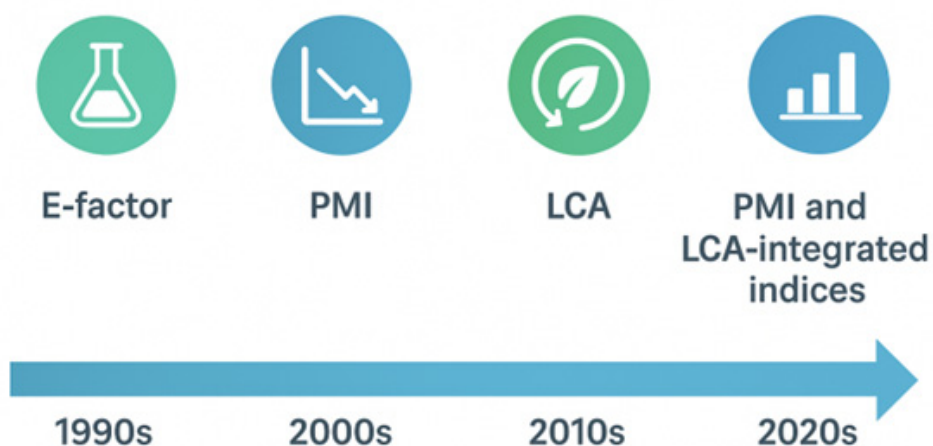 E-factor
PMI
LCA
PMI and
LCA-integrated
indices
1990s
2000s
2010s
2020s